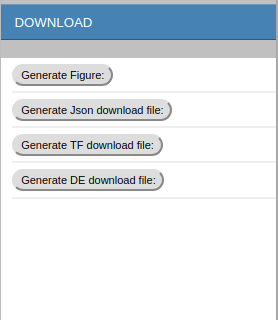 DOWNLOAD
Generate Figure:
Generate Json download file:
Generate TF download file:
Generate DE download file: